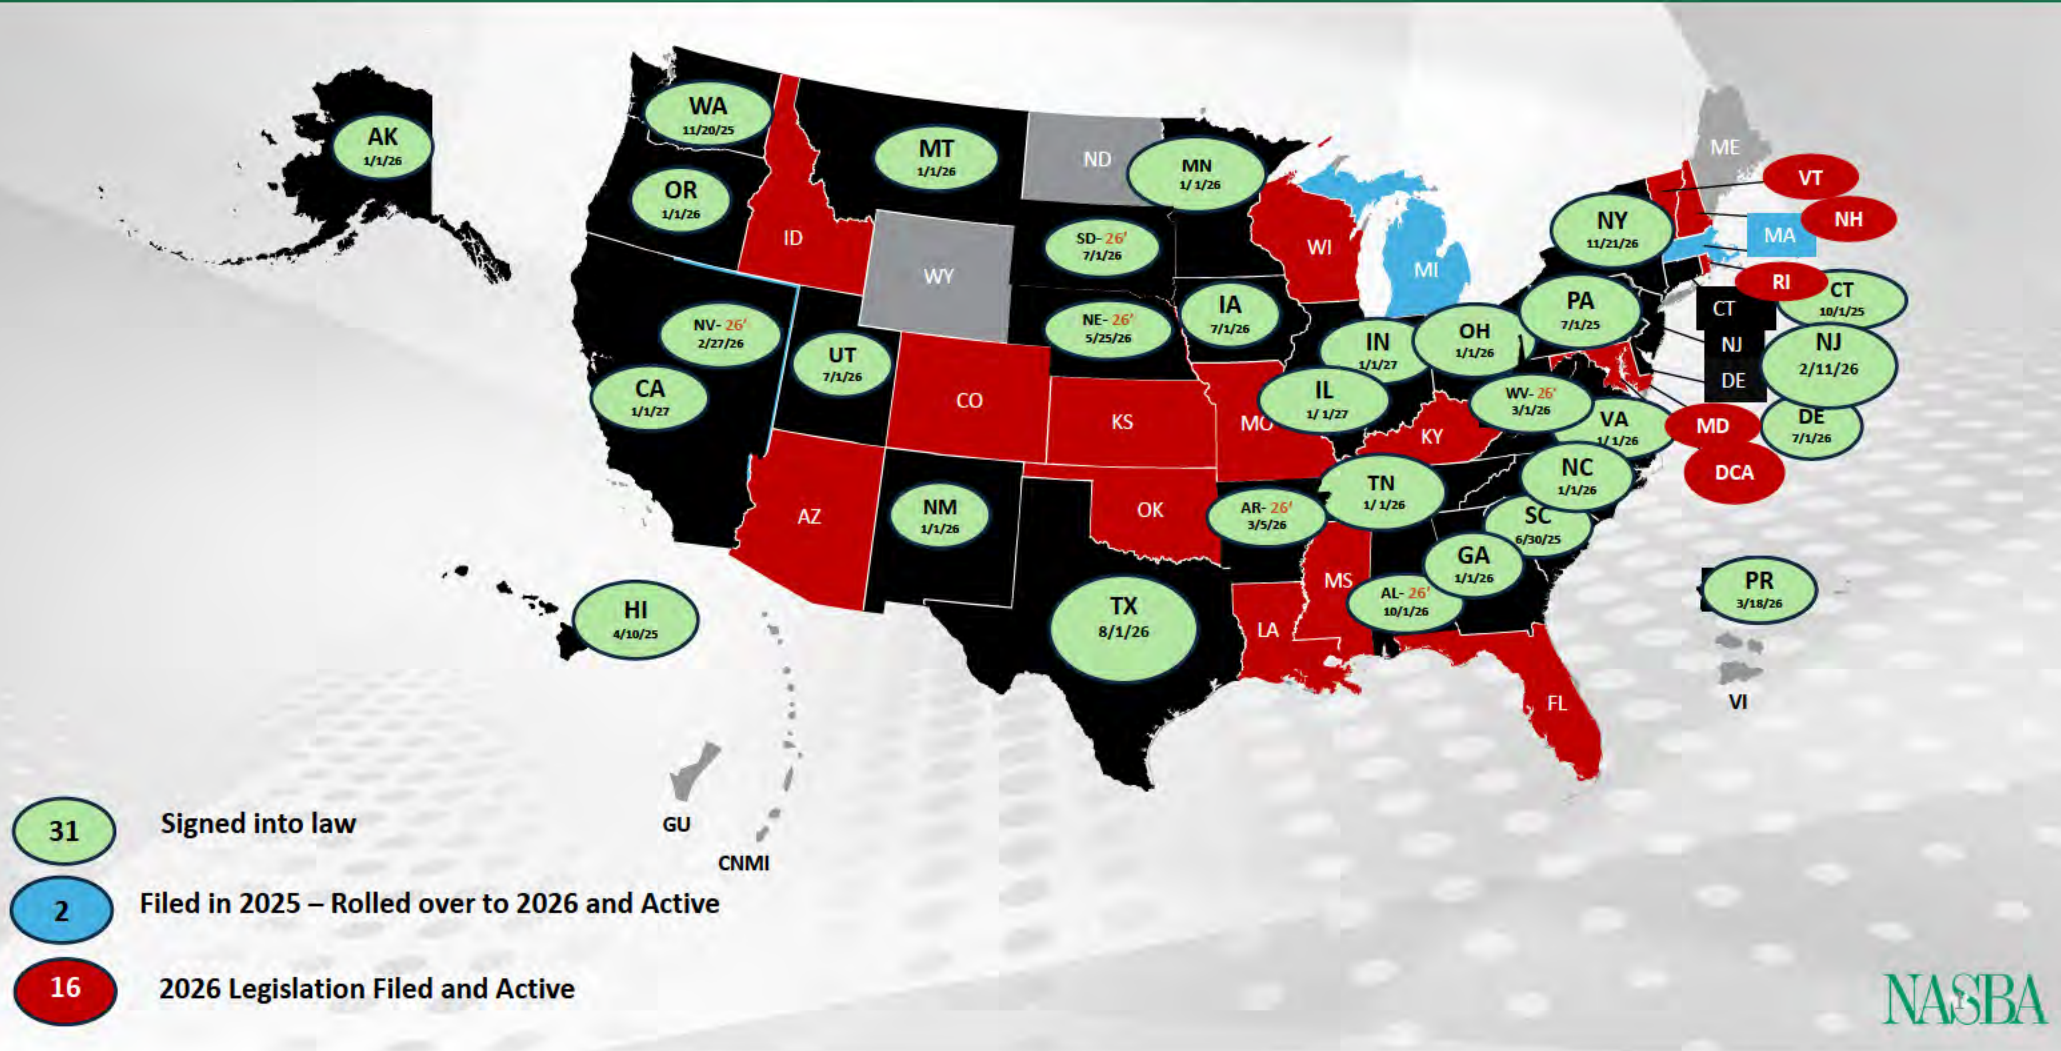 AK
1/1/26
WA
11/20/25
OR
1/1/26
MT
1/1/26
ND
MN
1/ 1/26
ID
WY
SD- 26’
7/1/26
WI
MI
ME
VT
NH
NY
11/21/26
MA
RI
CT
10/1/25
CT
NJ
DE
NJ
2/11/26
DE
7/1/26
PA
7/1/25
NV- 26’
2/27/26
UT
7/1/26
CA
1/1/27
NE- 26’
5/25/26
IA
7/1/26
IN
1/1/27
OH
1/1/26
IL
1/ 1/27
CO
KS
MO
KY
WV- 26’
3/1/26
VA
1/ 1/26
MD
DCA
NC
1/1/26
TN
1/ 1/26
AZ
NM
1/1/26
OK
AR- 26’
3/5/26
SC
6/30/25
GA
1/1/26
MS
AL- 26’
10/1/26
HI
4/10/25
TX
8/1/26
LA
FL
PR
3/18/26
VI
GU
CNMI
31 Signed into law
2 Filed in 2025 – Rolled over to 2026 and Active
16 2026 Legislation Filed and Active
NASBA